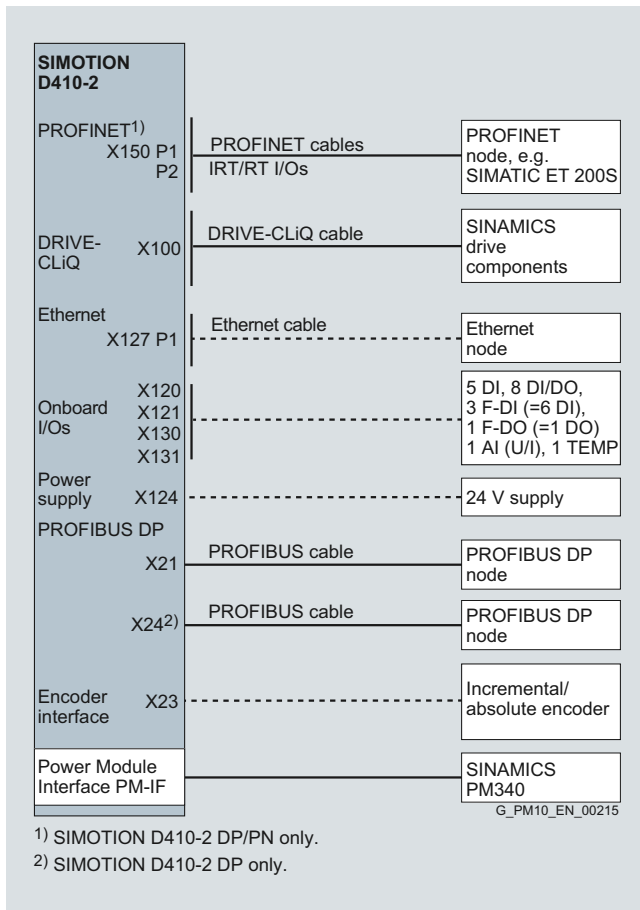 SIMOTION
D410-2
PROFINET1)
X150 P1
P2
PROFINET cables
IRT/RT I/Os
PROFINET
node, e.g.
SIMATIC ET 200S
DRIVE-
CLiQ
X100
DRIVE-CLiQ cable
SINAMICS
drive
components
Ethernet
X127 P1
Ethernet cable
Ethernet
node
Onboard
I/Os
X120
X121
X130
X131
5 DI, 8 DI/DO,
3 F-DI (=6 DI),
1 F-DO (=1 DO)
1 AI (U/I), 1 TEMP
Power
supply
X124
24 V supply
PROFIBUS DP
X21
PROFIBUS cable
PROFIBUS DP
node
X242)
PROFIBUS cable
PROFIBUS DP
node
Encoder
interface
X23
Incremental/
absolute encoder
Power Module
Interface PM-IF
SINAMICS
PM340
G_PM10_EN_00215
1) SIMOTION D410-2 DP/PN only.
2) SIMOTION D410-2 DP only.